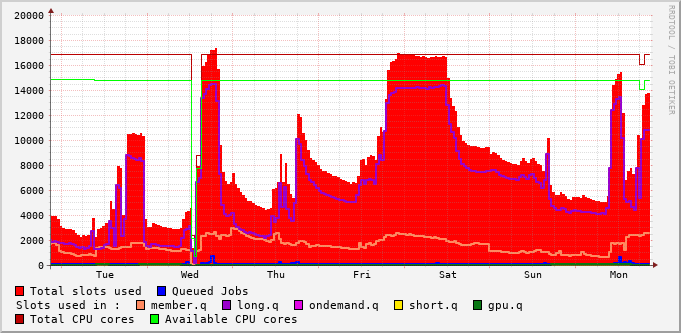 20000
18000
16000
14000
12000
10000
8000
6000
4000
2000
0
Tue Wed Thu Fri Sat Sun Mon
Total slots used Queued Jobs
Slots used in : member.q long.q ondemand.q short.q gpu.q
Total CPU cores Available CPU cores
RRDTOOL / TOBI OETIKER